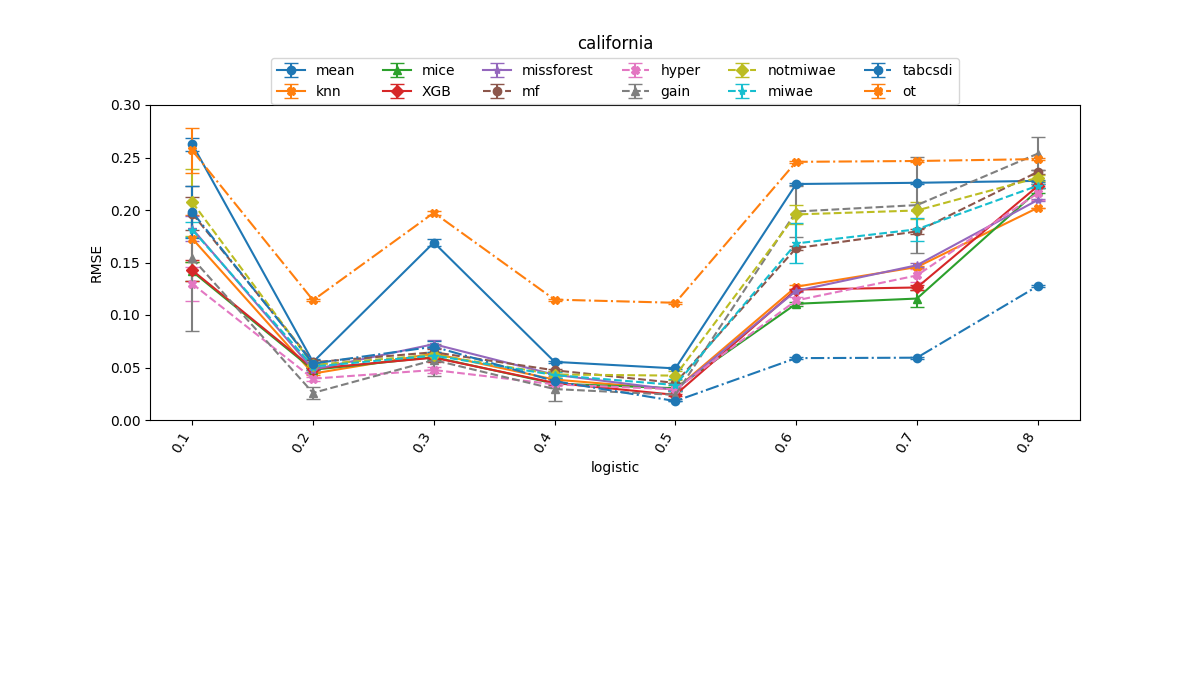 california
mean mice missforest hyper notmiwae tabcsdi
knn XGB mf gain miwae ot
0.30
0.25
0.20
0.15
0.10
0.05
0.00
RMSE
0.1 0.2 0.3 0.4 0.5 0.6 0.7 0.8
logistic